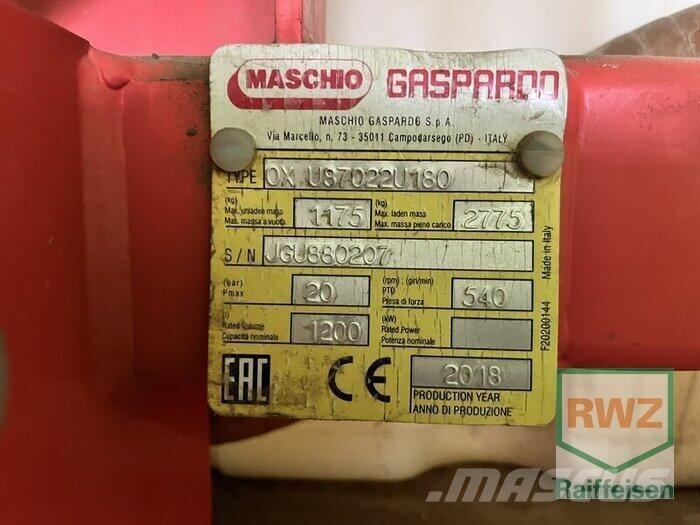 MASCHIO GASPARDO
MASCHIO GASPARDO S.p.A.
Via Marcello, n. 73 - 35011 Campodarsego (PD) - ITALY
TYPE OX U87022U180
(kg) Max. unladen mass Max. massa a vuoto 1175 (kg) Max. laden mass Max. massa pieno carico 2775
S/N JGU880207
(bar) Pmax 20 (rpm) ; (giri/min) PTO Presa di forza 540
(l) Rated Volume Capacità nominale 1200 (kW) Rated Power Potenza nominale
EAC CE 2018
PRODUCTION YEAR
ANNO DI PRODUZIONE
Made in Italy
F20200144
RWZ
Raiffeisen
MASCUS